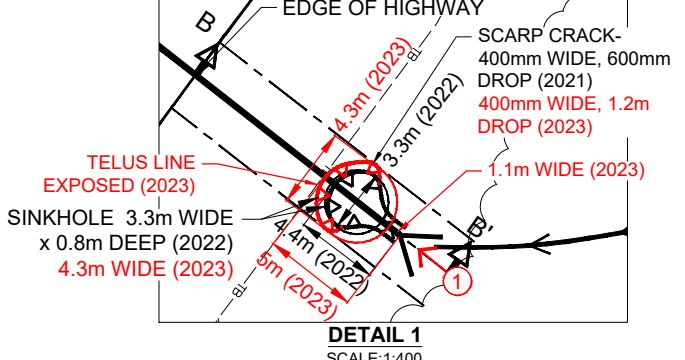 EDGE OF HIGHWAY
B
SCARP CRACK-
400mm WIDE, 600mm
DROP (2021)
400mm WIDE, 1.2m
DROP (2023)
TB
4.3m (2023)
3.3m (2022)
TELUS LINE
EXPOSED (2023)
1.1m WIDE (2023)
SINKHOLE 3.3m WIDE
x 0.8m DEEP (2022)
4.3m WIDE (2023)
4.4m (2022)
5m (2023)
B'
1
TB
DETAIL 1
SCALE:1:400